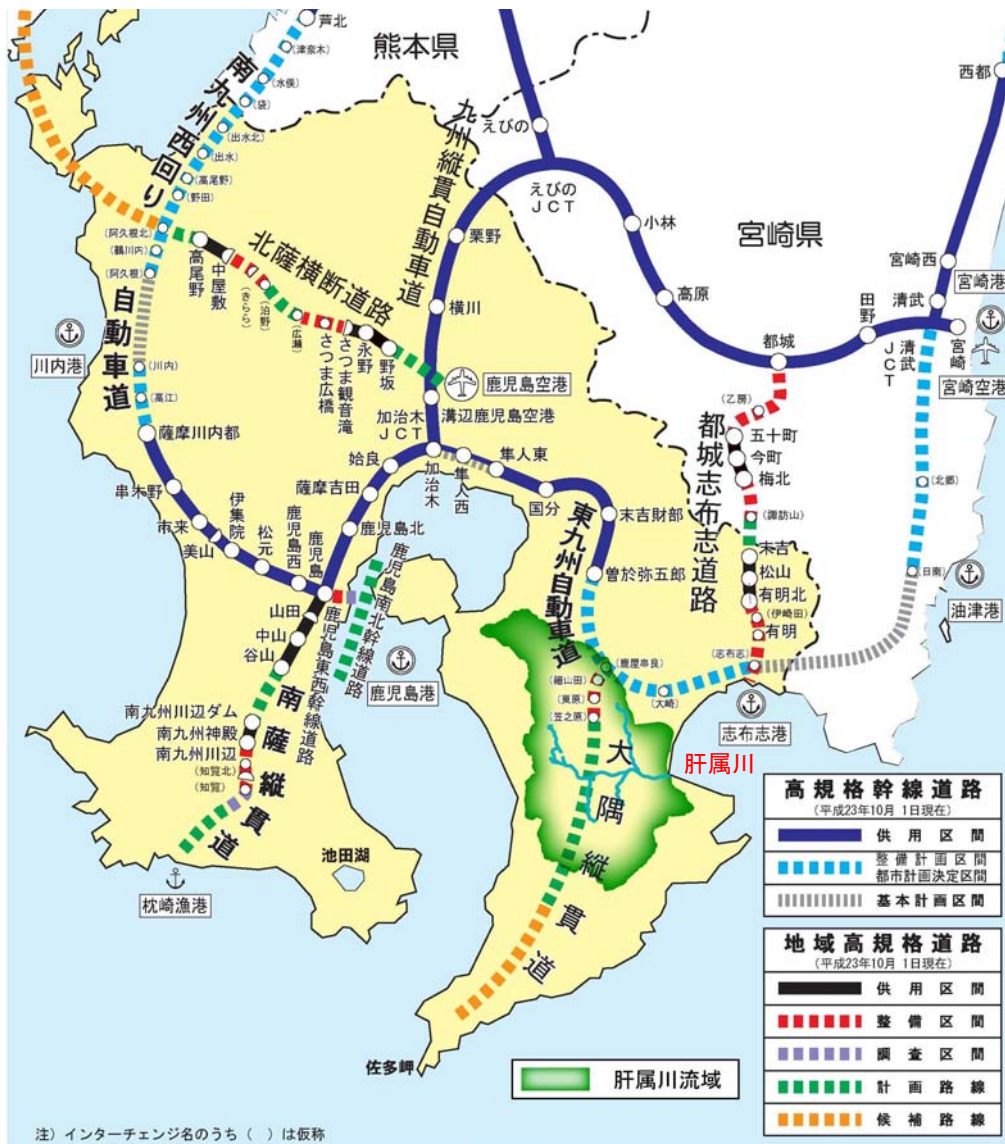 芦北
(津奈木)
(水俣)
(袋)
(出水北)
(出水)
(高尾野)
(野田)
(阿久根北)
(鶴川内)
(阿久根)
南九州西回り
自動車道
熊本県
九州縦貫自動車道
えびの
えびの
JCT
小林
高原
宮崎県
西都
宮崎西
宮崎港
清武
田野
清武
JCT
宮崎
宮崎空港
都城
栗野
横川
北薩横断道路
高尾野
中屋敷
(きらら)
(泊野)
(広瀬)
さつま広橋
さつま観音滝
永野
野坂
鹿児島空港
溝辺鹿児島空港
加治木
JCT
加治木
隼人西
隼人東
国分
末吉財部
曽於弥五郎
東九州自動車道
姶良
薩摩吉田
鹿児島北
川内港
(川内)
(高江)
薩摩川内都
串木野
市来
美山
伊集院
松元
鹿児島西
鹿児島
山田
中山
谷山
鹿児島南北幹線道路
鹿児島東西幹線道路
鹿児島港
南薩縦貫道
南九州川辺ダム
南九州神殿
南九州川辺
(知覧北)
(知覧)
池田湖
枕崎漁港
(乙房)
五十町
今町
梅北
(諏訪山)
末吉
松山
有明北
(伊崎田)
有明
(志布志)
都城志布志道路
志布志港
(北郷)
(日南)
油津港
(鹿屋串良)
(細山田)
(東原)
(笠之原)
(大崎)
大隅縦貫道
肝属川
佐多岬
肝属川流域
高規格幹線道路
(平成23年10月 1日現在)
供用区間
整備計画区間
都市計画決定区間
基本計画区間
地域高規格道路
(平成23年10月 1日現在)
供用区間
整備区間
調査区間
計画路線
候補路線
注) インターチェンジ名のうち ( ) は仮称